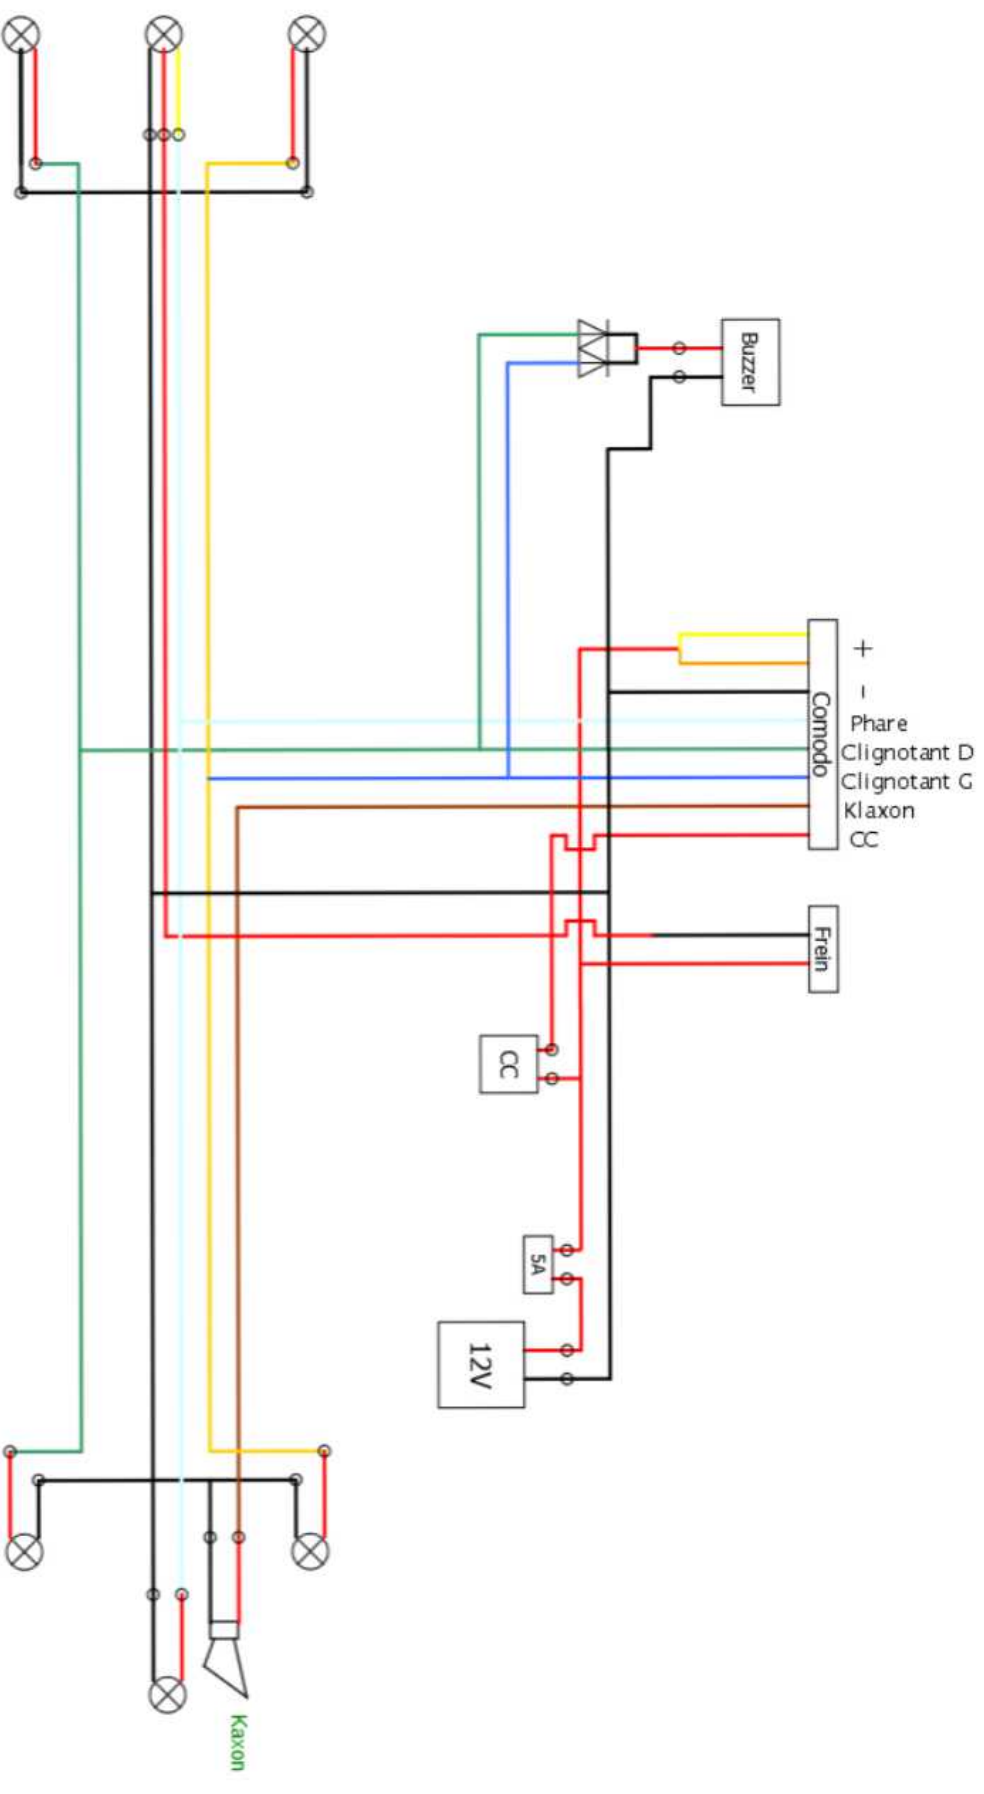 Buzzer
+
-
Comodo
Phare
Clignotant D
Clignotant G
Klaxon
CC
Frein
CC
5A
12V
Kaxon